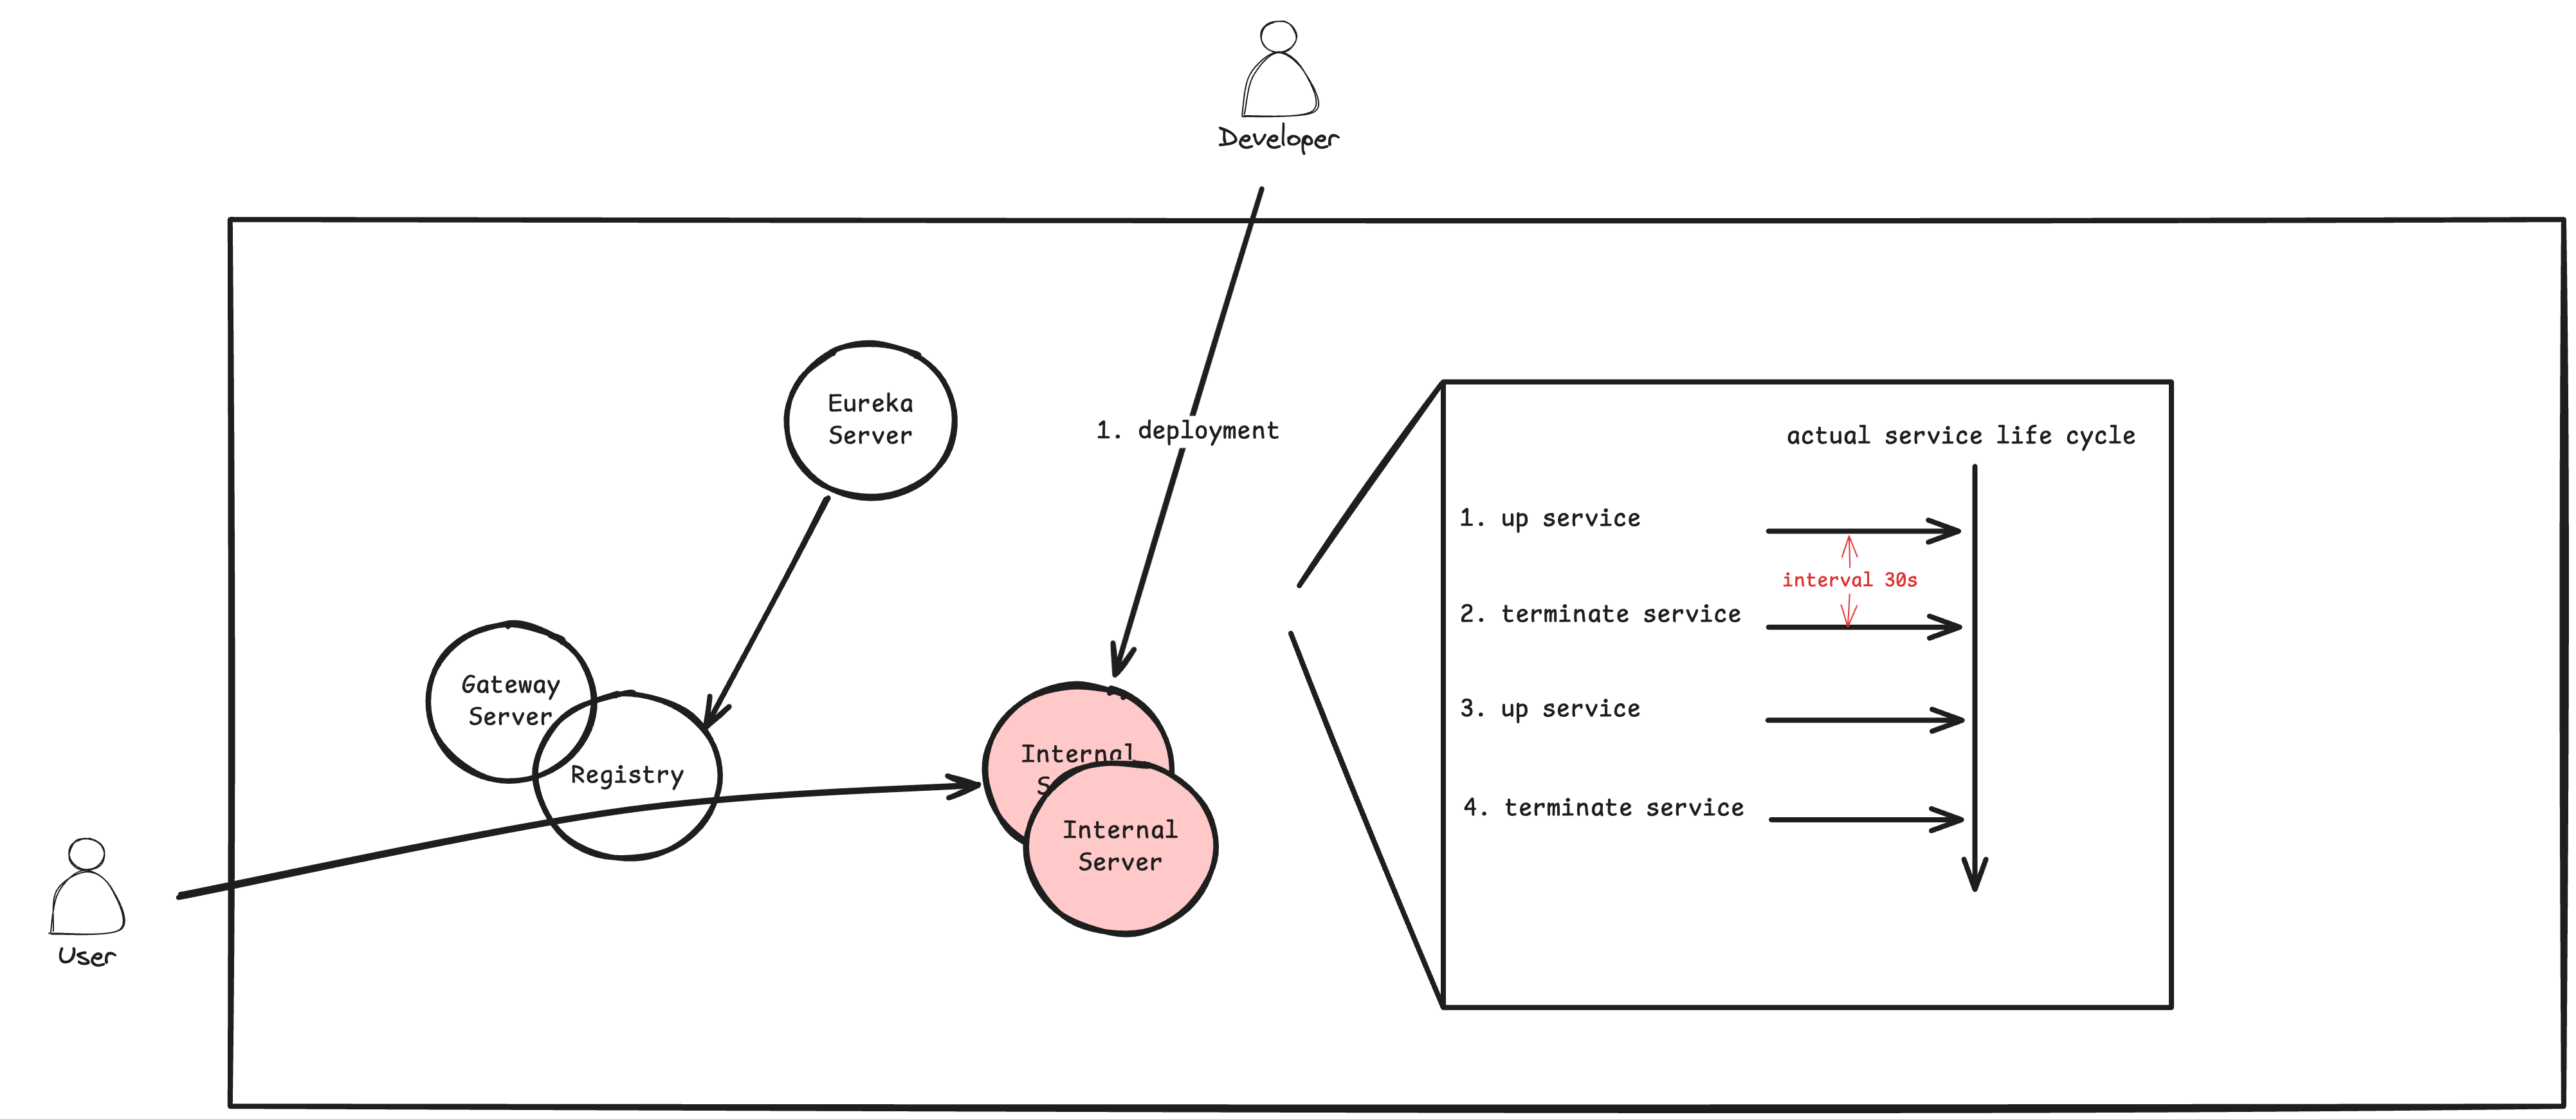 Developer
Eureka
Server
1. deployment
actual service life cycle
1. up service
interval 30s
2. terminate service
Gateway
Server
3. up service
Internal
Registry
4. terminate service
Internal
Server
User